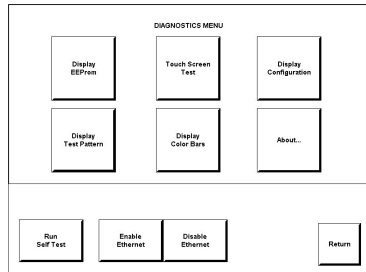 DIAGNOSTICS MENU
Display
EEProm
Touch Screen
Test
Display
Configuration
Display
Test Pattern
Display
Color Bars
About...
Run
Self Test
Enable
Ethernet
Disable
Ethernet
Return